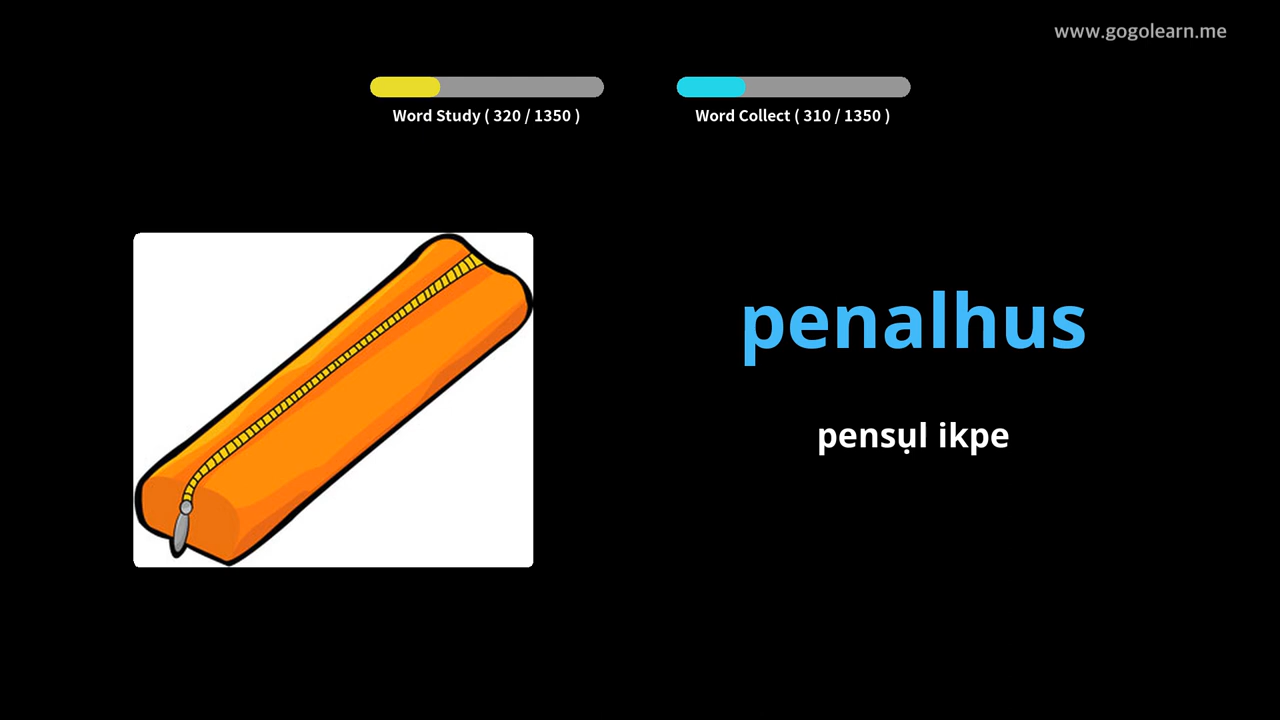 www.gogolearn.me
Word Study ( 320 / 1350 )
Word Collect ( 310 / 1350 )
penalhus
pensụl ikpe